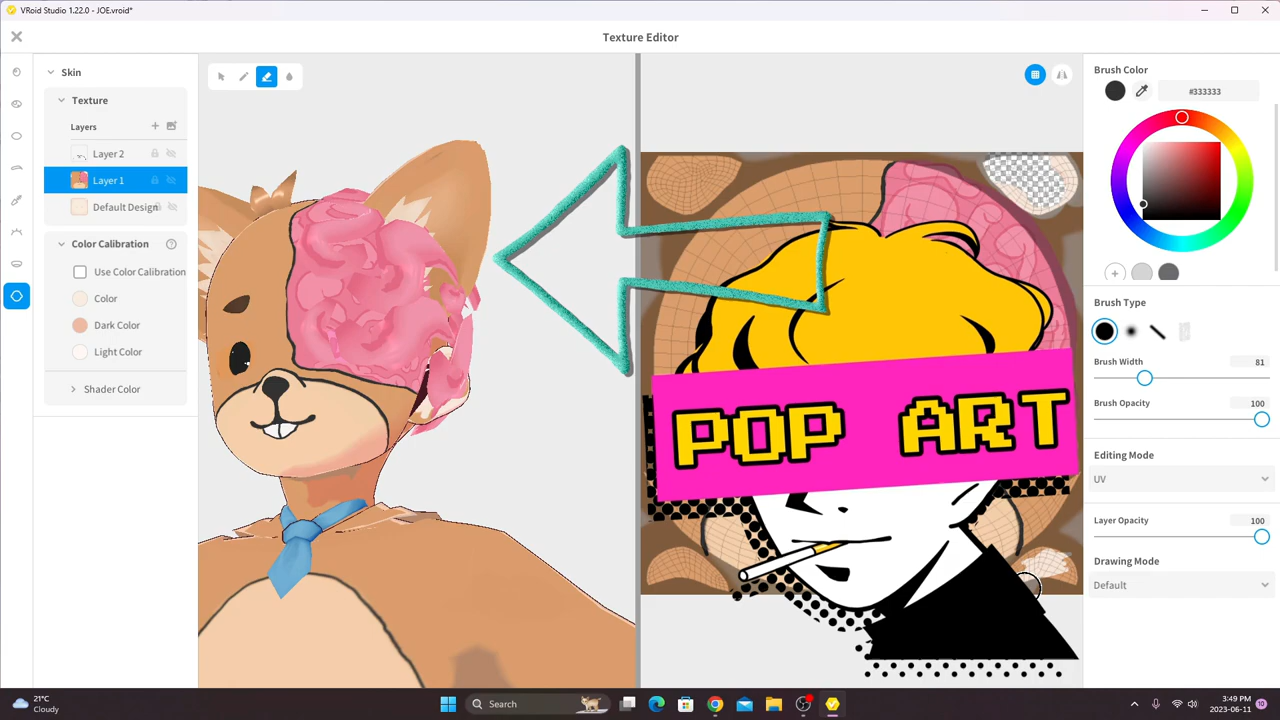 VRoid Studio 1.22.0 - JOE.vroid*
Texture Editor
Skin
Texture
Layers
Layer 2
Layer 1
Default Design
Color Calibration
Use Color Calibration
Color
Dark Color
Light Color
Shader Color
POP ART
Brush Color
#333333
Brush Type
Brush Width
81
Brush Opacity
100
Editing Mode
UV
Layer Opacity
100
Drawing Mode
Default
21°C
Cloudy
Search
3:49 PM
2023-06-11
10